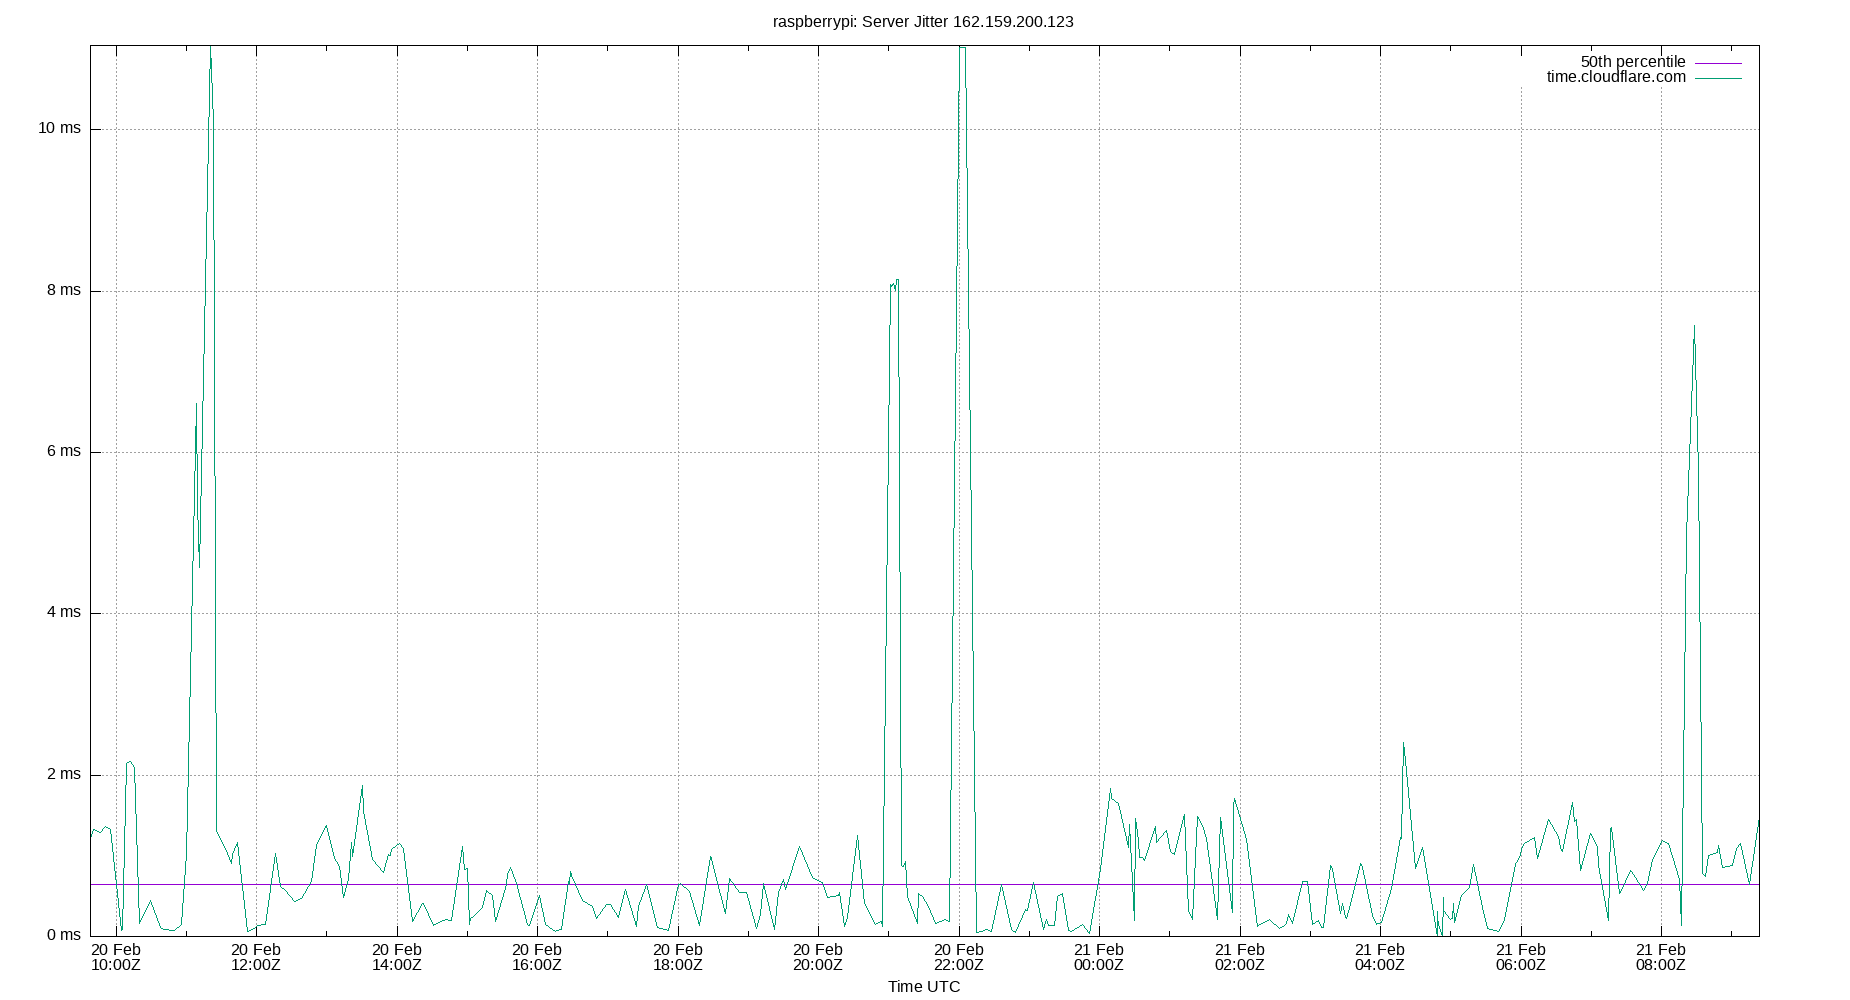 raspberrypi: Server Jitter 162.159.200.123
50th percentile
time.cloudflare.com
10 ms
8 ms
6 ms
4 ms
2 ms
0 ms
20 Feb 10:00Z
20 Feb 12:00Z
20 Feb 14:00Z
20 Feb 16:00Z
20 Feb 18:00Z
20 Feb 20:00Z
20 Feb 22:00Z
21 Feb 00:00Z
21 Feb 02:00Z
21 Feb 04:00Z
21 Feb 06:00Z
21 Feb 08:00Z
Time UTC